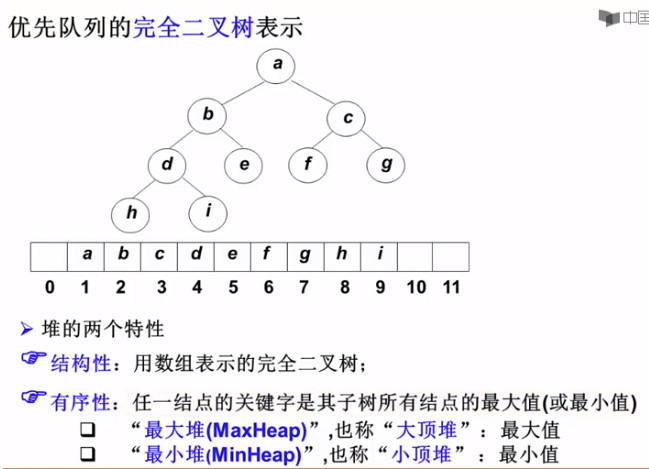 中国
优先队列的完全二叉树表示
a
b c
d e f g
h i
a b c d e f g h i
0 1 2 3 4 5 6 7 8 9 10 11
堆的两个特性
结构性：用数组表示的完全二叉树；
有序性：任一结点的关键字是其子树所有结点的最大值(或最小值)
“最大堆(MaxHeap)”,也称“大顶堆”：最大值
“最小堆(MinHeap)”,也称“小顶堆”：最小值